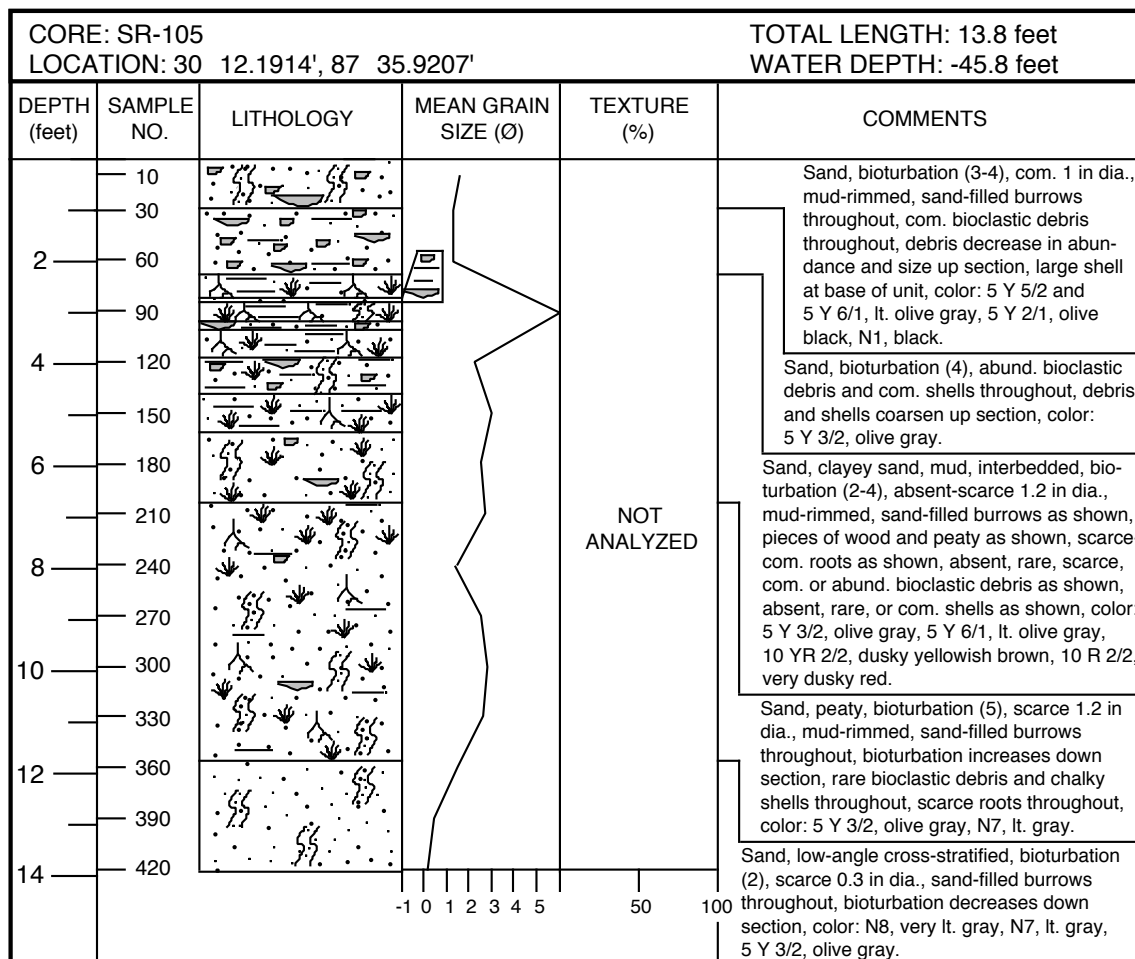 CORE: SR-105
TOTAL LENGTH: 13.8 feet
LOCATION: 30 12.1914', 87 35.9207'
WATER DEPTH: -45.8 feet
DEPTH
(feet)
SAMPLE
NO.
LITHOLOGY
MEAN GRAIN
SIZE (Ø)
TEXTURE
(%)
COMMENTS
2
4
6
8
10
12
14
10
30
60
90
120
150
180
210
240
270
300
330
360
390
420
-1 0 1 2 3 4 5
NOT
ANALYZED
50
100
Sand, bioturbation (3-4), com. 1 in dia.,
mud-rimmed, sand-filled burrows
throughout, com. bioclastic debris
throughout, debris decrease in abun-
dance and size up section, large shell
at base of unit, color: 5 Y 5/2 and
5 Y 6/1, lt. olive gray, 5 Y 2/1, olive
black, N1, black.
Sand, bioturbation (4), abund. bioclastic
debris and com. shells throughout, debris
and shells coarsen up section, color:
5 Y 3/2, olive gray.
Sand, clayey sand, mud, interbedded, bio-
turbation (2-4), absent-scarce 1.2 in dia.,
mud-rimmed, sand-filled burrows as shown,
pieces of wood and peaty as shown, scarce-
com. roots as shown, absent, rare, scarce,
com. or abund. bioclastic debris as shown,
absent, rare, or com. shells as shown, color:
5 Y 3/2, olive gray, 5 Y 6/1, lt. olive gray,
10 YR 2/2, dusky yellowish brown, 10 R 2/2,
very dusky red.
Sand, peaty, bioturbation (5), scarce 1.2 in
dia., mud-rimmed, sand-filled burrows
throughout, bioturbation increases down
section, rare bioclastic debris and chalky
shells throughout, scarce roots throughout,
color: 5 Y 3/2, olive gray, N7, lt. gray.
Sand, low-angle cross-stratified, bioturbation
(2), scarce 0.3 in dia., sand-filled burrows
throughout, bioturbation decreases down
section, color: N8, very lt. gray, N7, lt. gray,
5 Y 3/2, olive gray.